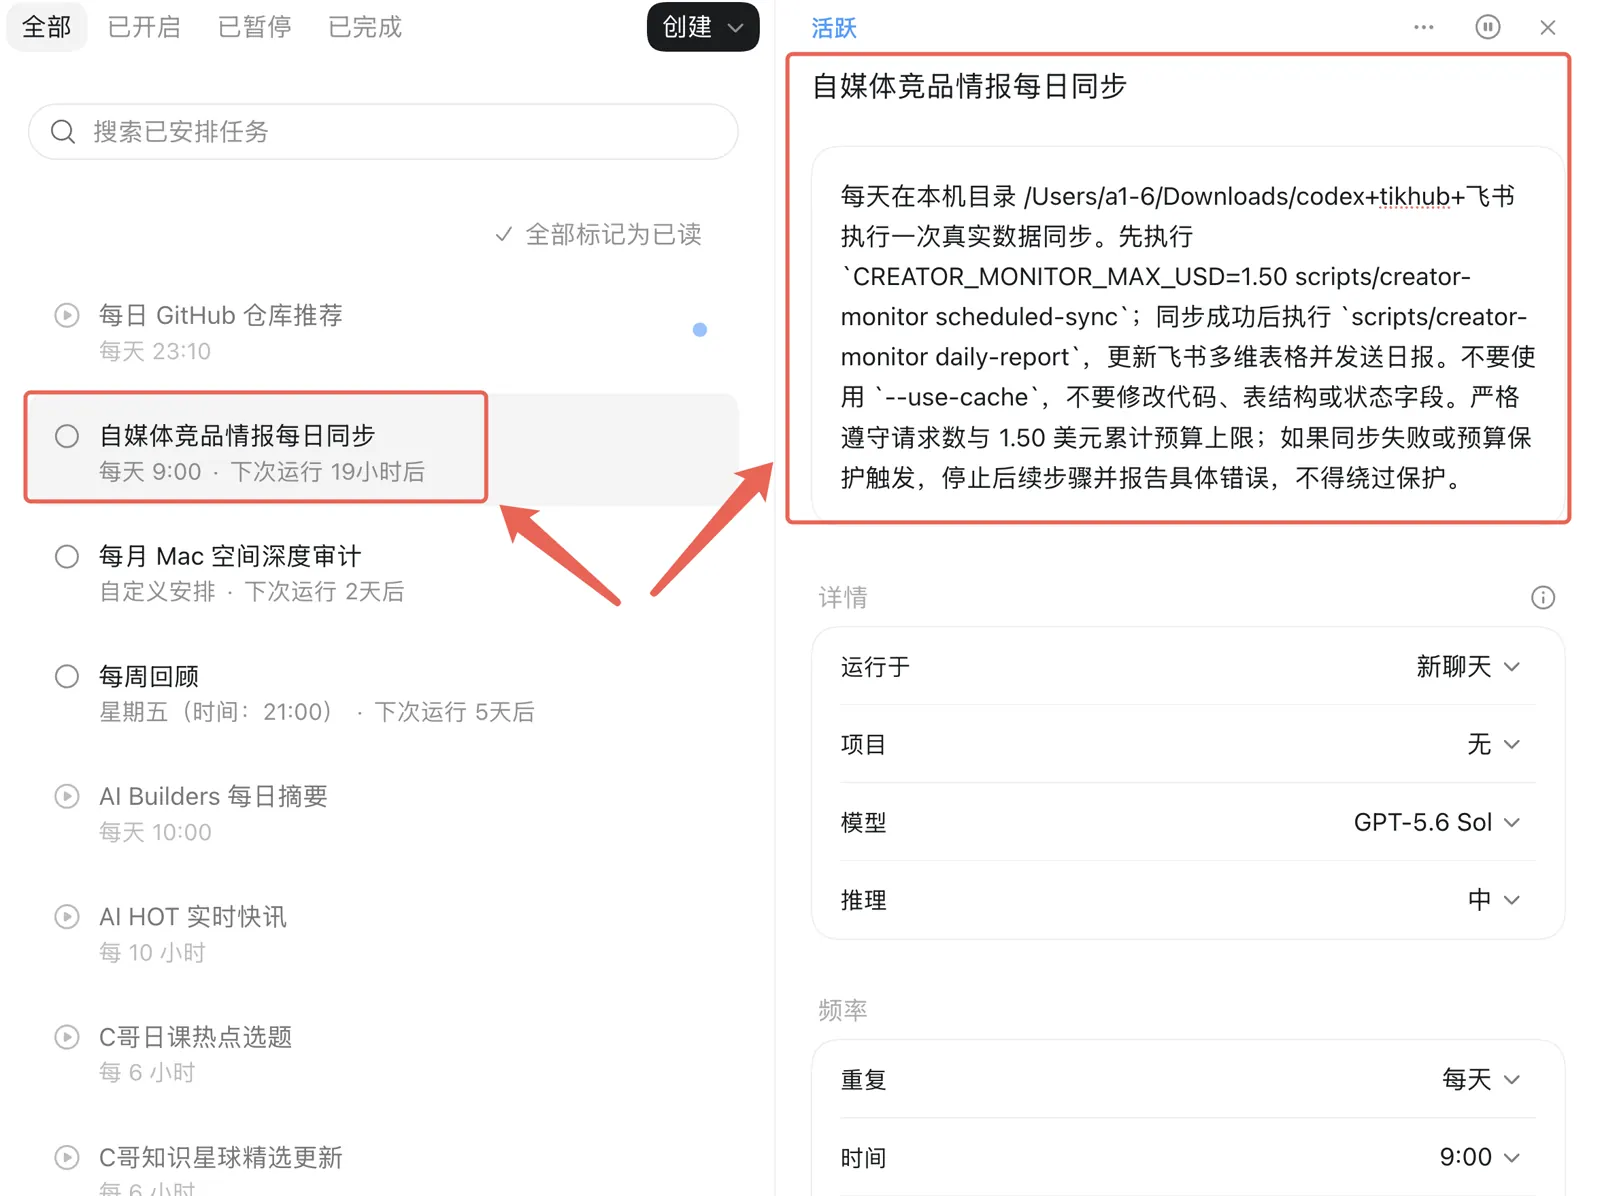 全部 已开启 已暂停 已完成 创建
搜索已安排任务
全部标记为已读
每日 GitHub 仓库推荐
每天 23:10
自媒体竞品情报每日同步
每天 9:00 · 下次运行 19小时后
每月 Mac 空间深度审计
自定义安排 · 下次运行 2天后
每周回顾
星期五（时间：21:00） · 下次运行 5天后
AI Builders 每日摘要
每天 10:00
AI HOT 实时快讯
每 10 小时
C哥日课热点选题
每 6 小时
C哥知识星球精选更新
每 6 小时
活跃
自媒体竞品情报每日同步
每天在本机目录 /Users/a1-6/Downloads/codex+tikhub+飞书
执行一次真实数据同步。先执行
`CREATOR_MONITOR_MAX_USD=1.50 scripts/creator-
monitor scheduled-sync`；同步成功后执行 `scripts/creator-
monitor daily-report`，更新飞书多维表格并发送日报。不要使
用 `--use-cache`，不要修改代码、表结构或状态字段。严格
遵守请求数与 1.50 美元累计预算上限；如果同步失败或预算保
护触发，停止后续步骤并报告具体错误，不得绕过保护。
详情
运行于 新聊天
项目 无
模型 GPT-5.6 Sol
推理 中
频率
重复 每天
时间 9:00